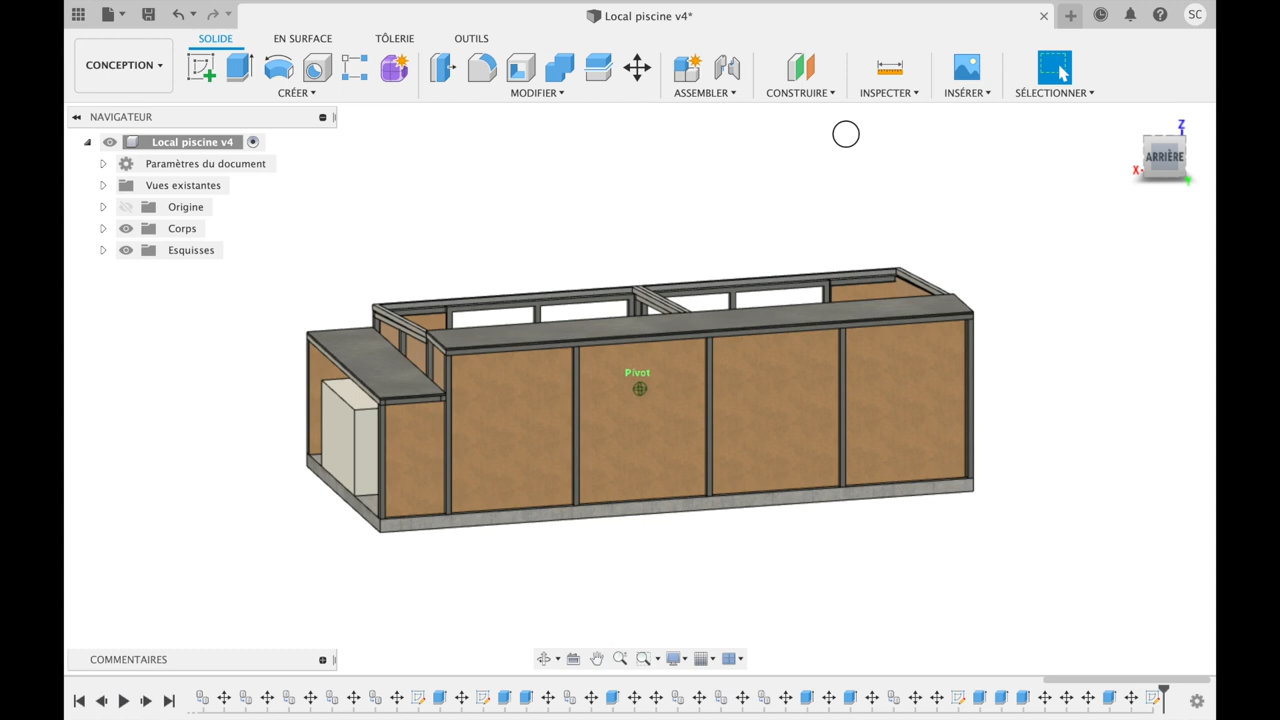 Local piscine v4*
SC
CONCEPTION
SOLIDE
EN SURFACE
TÔLERIE
OUTILS
CRÉER
MODIFIER
ASSEMBLER
CONSTRUIRE
INSPECTER
INSÉRER
SÉLECTIONNER
NAVIGATEUR
Local piscine v4
Paramètres du document
Vues existantes
Origine
Corps
Esquisses
Z
ARRIÈRE
X
Pivot
COMMENTAIRES